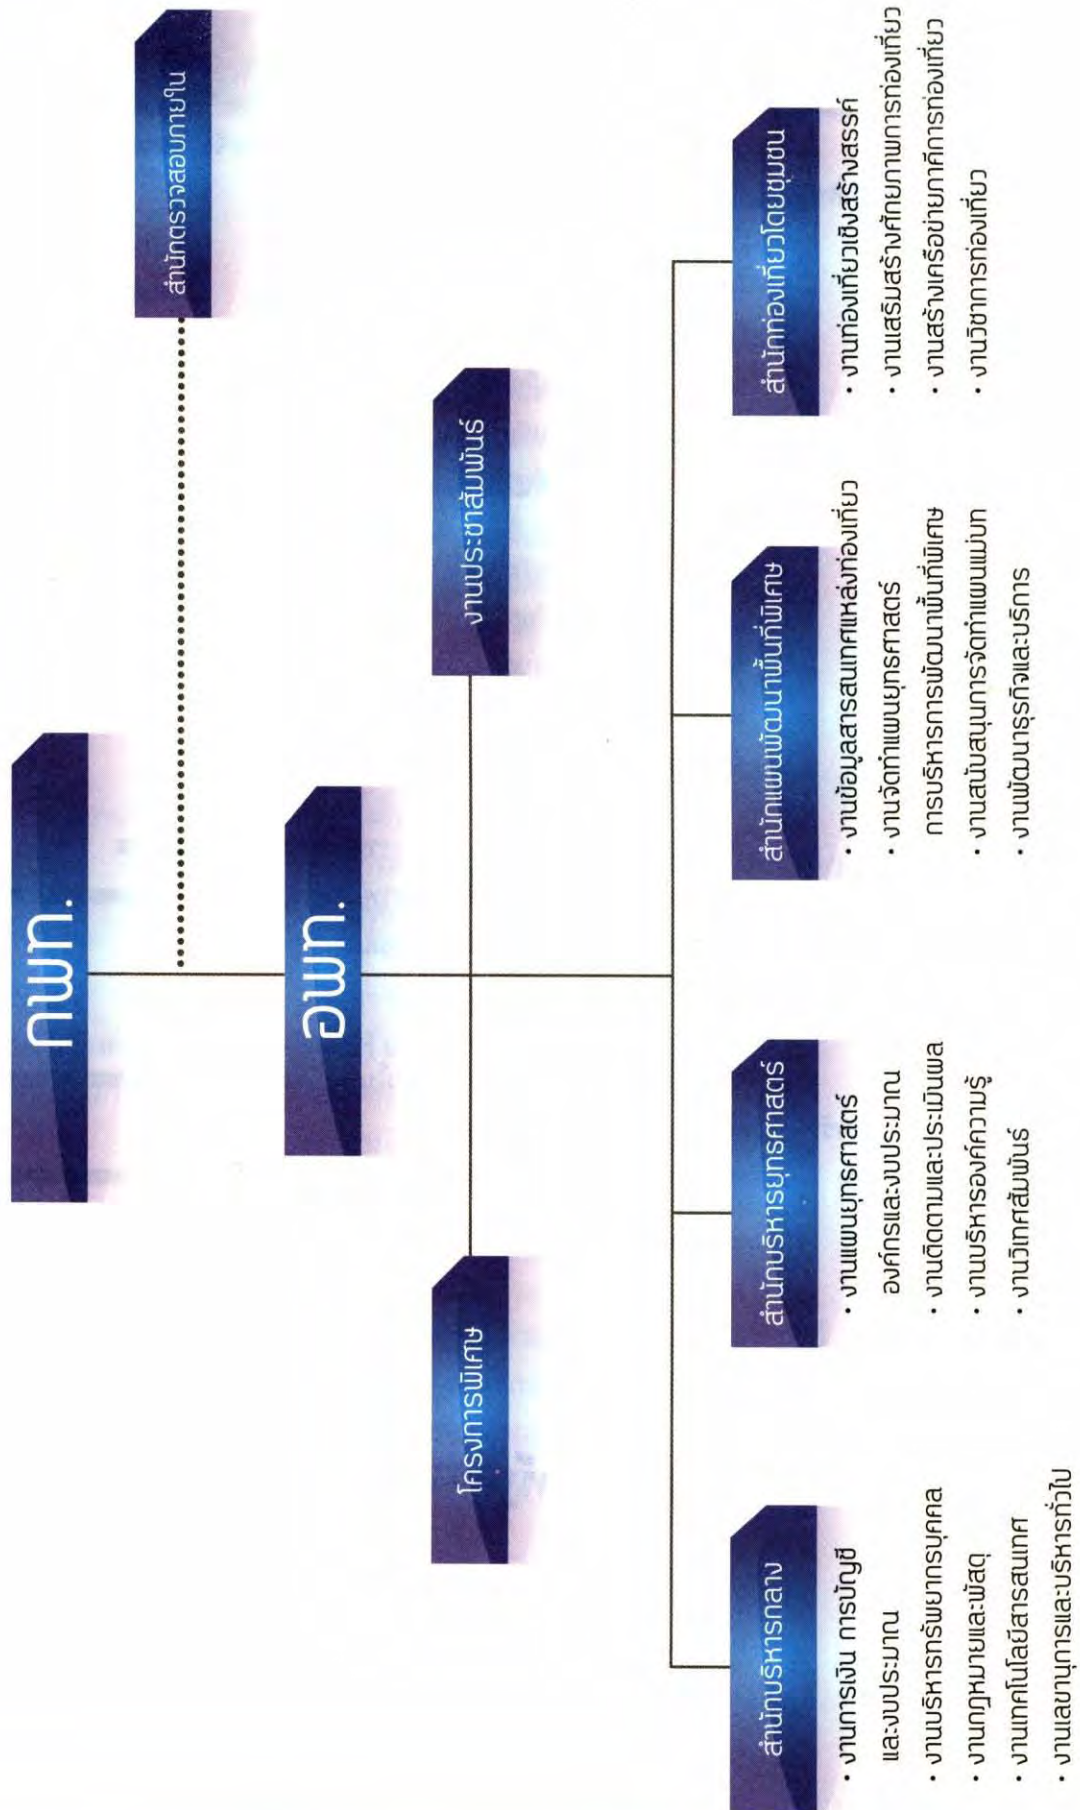 กพท.
สำนักตรวจสอบภายใน
อพท.
โครงการพิเศษ
งานประชาสัมพันธ์
สำนักบริหารกลาง
• งานการเงิน การบัญชี
และงบประมาณ
• งานบริหารทรัพยากรบุคคล
• งานกฎหมายและพัสดุ
• งานเทคโนโลยีสารสนเทศ
• งานเลขานุการและบริหารทั่วไป
สำนักบริหารยุทธศาสตร์
• งานแผนยุทธศาสตร์
องค์กรและงบประมาณ
• งานติดตามและประเมินผล
• งานบริหารองค์ความรู้
• งานวิเทศสัมพันธ์
สำนักแผนพัฒนาพื้นที่พิเศษ
• งานข้อมูลสารสนเทศแหล่งท่องเที่ยว
• งานจัดทำแผนยุทธศาสตร์
การบริหารการพัฒนาพื้นที่พิเศษ
• งานสนับสนุนการจัดทำแผนแม่บท
• งานพัฒนาธุรกิจและบริการ
สำนักท่องเที่ยวโดยชุมชน
• งานท่องเที่ยวเชิงสร้างสรรค์
• งานเสริมสร้างศักยภาพการท่องเที่ยว
• งานสร้างเครือข่ายภาคีการท่องเที่ยว
• งานวิชาการท่องเที่ยว